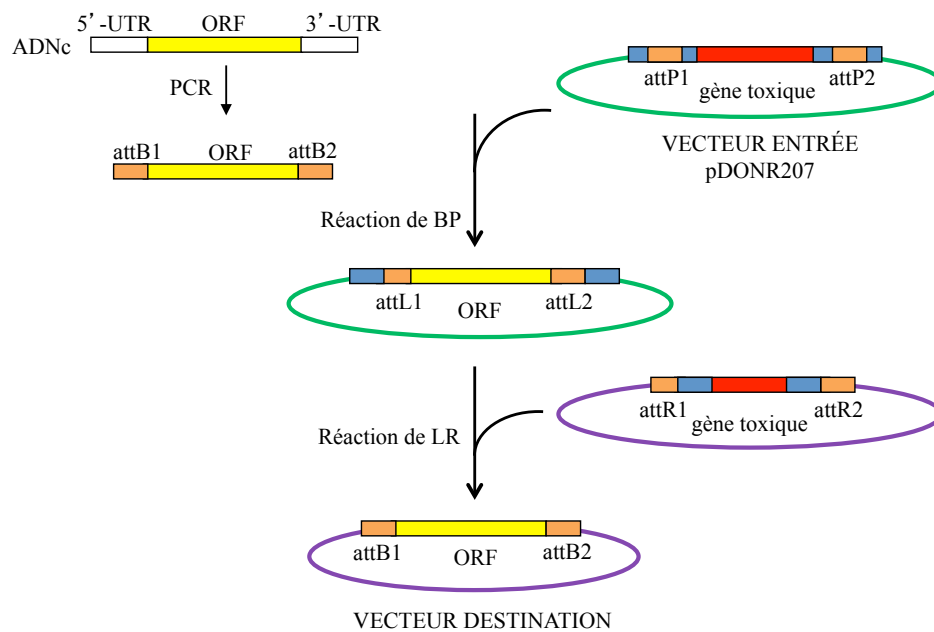 5’-UTR ORF 3’-UTR
ADNc
PCR
attB1 ORF attB2
attP1 attP2
gène toxique
VECTEUR ENTRÉE
pDONR207
Réaction de BP
attL1 attL2
ORF
attR1 attR2
gène toxique
Réaction de LR
attB1 ORF attB2
VECTEUR DESTINATION